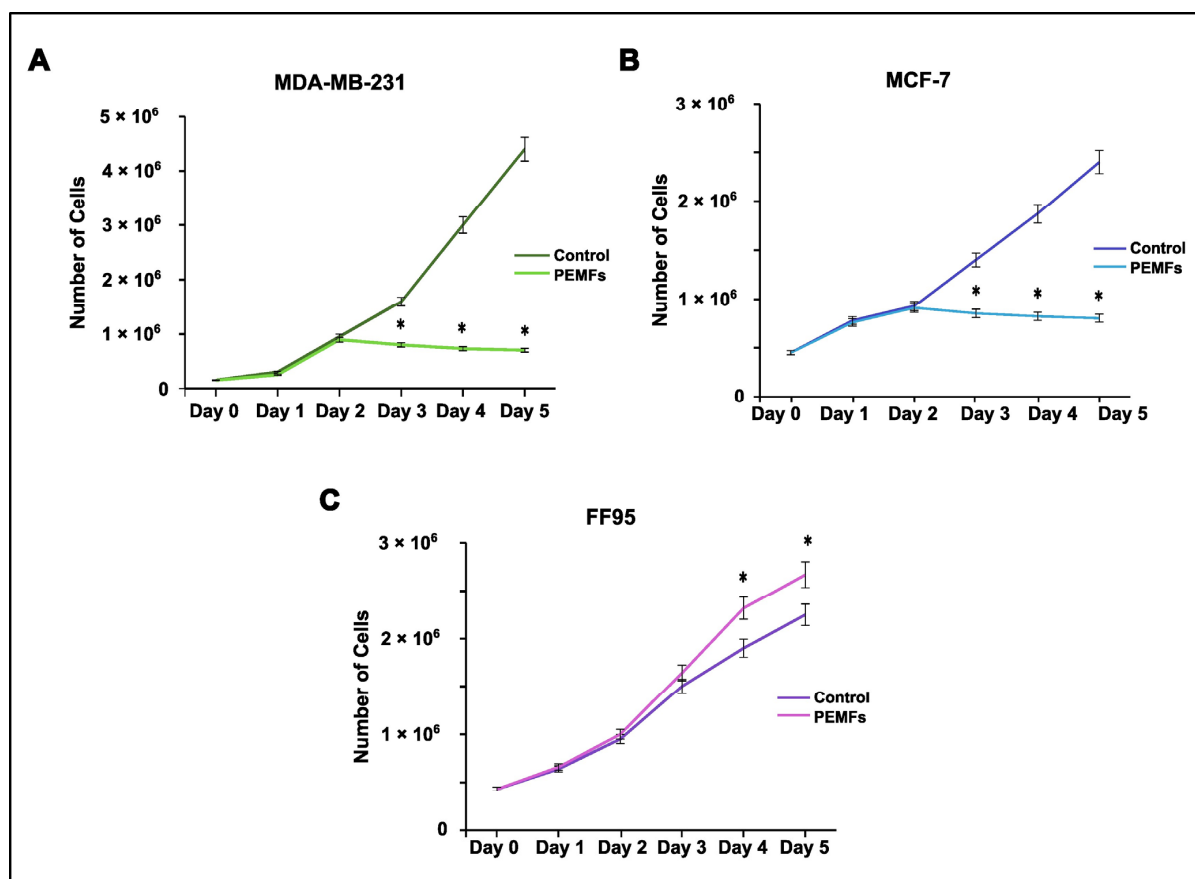 A
MDA-MB-231
5 × 10⁶
4 × 10⁶
3 × 10⁶
2 × 10⁶
1 × 10⁶
0
Number of Cells
Control
PEMFs
* * *
Day 0 Day 1 Day 2 Day 3 Day 4 Day 5
B
MCF-7
3 × 10⁶
2 × 10⁶
1 × 10⁶
0
Number of Cells
Control
PEMFs
* * *
Day 0 Day 1 Day 2 Day 3 Day 4 Day 5
C
FF95
3 × 10⁶
2 × 10⁶
1 × 10⁶
0
Number of Cells
* *
Control
PEMFs
Day 0 Day 1 Day 2 Day 3 Day 4 Day 5